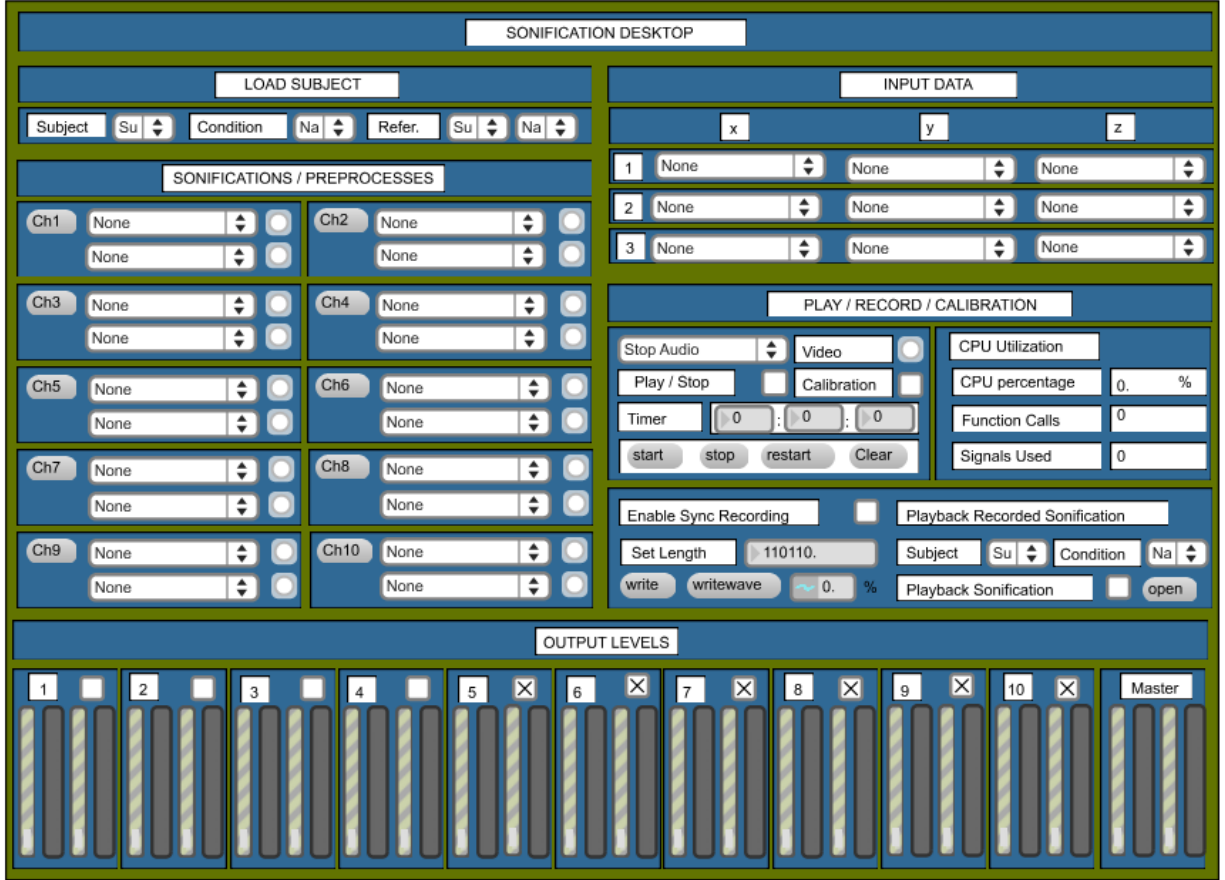 SONIFICATION DESKTOP
LOAD SUBJECT
Subject Su Condition Na Refer. Su Na
SONIFICATIONS / PREPROCESSES
Ch1 None Ch2 None
None None
Ch3 None Ch4 None
None None
Ch5 None Ch6 None
None None
Ch7 None Ch8 None
None None
Ch9 None Ch10 None
None None
INPUT DATA
x y z
1 None None None
2 None None None
3 None None None
PLAY / RECORD / CALIBRATION
Stop Audio Video
Play / Stop Calibration
Timer 0 : 0 : 0
start stop restart Clear
CPU Utilization
CPU percentage 0. %
Function Calls 0
Signals Used 0
Enable Sync Recording
Set Length 110110.
write writewave 0. %
Playback Recorded Sonification
Subject Su Condition Na
Playback Sonification open
OUTPUT LEVELS
1 2 3 4 5 6 7 8 9 10 Master